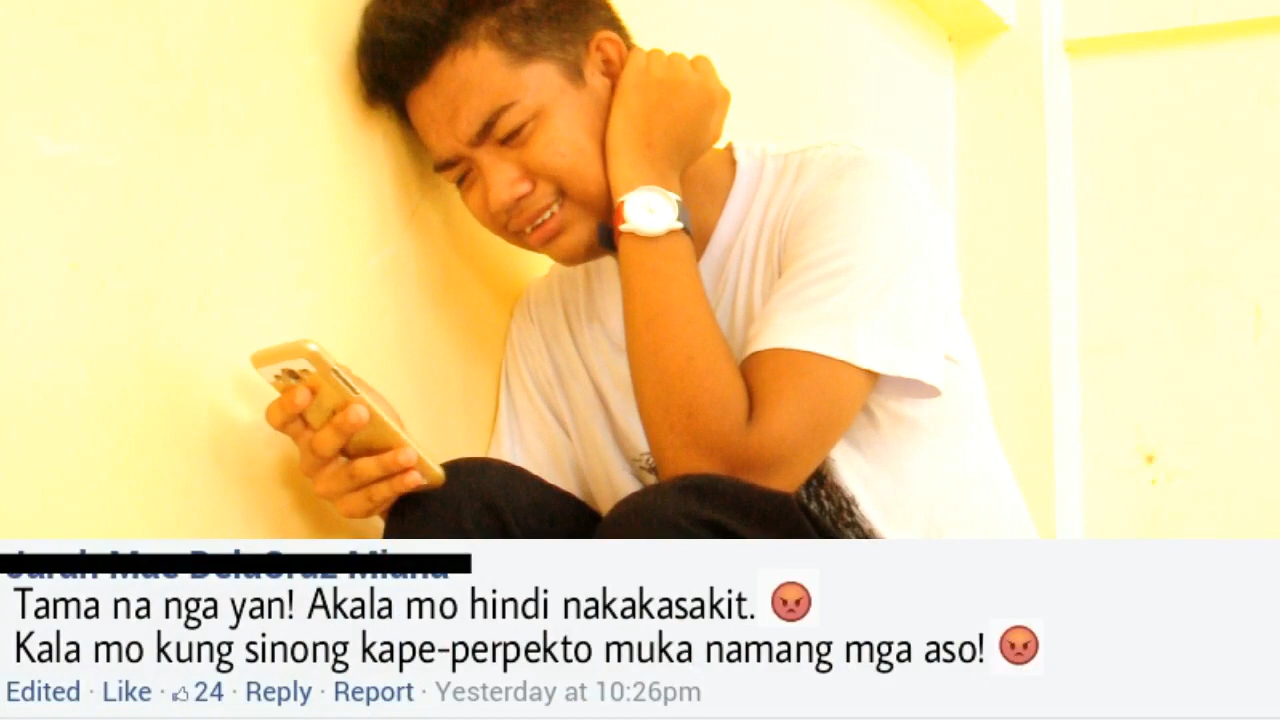 Tama na nga yan! Akala mo hindi nakakasakit. 😡
Kala mo kung sinong kape-perpekto muka namang mga aso! 😡
Edited · Like · 👍24 · Reply · Report · Yesterday at 10:26pm